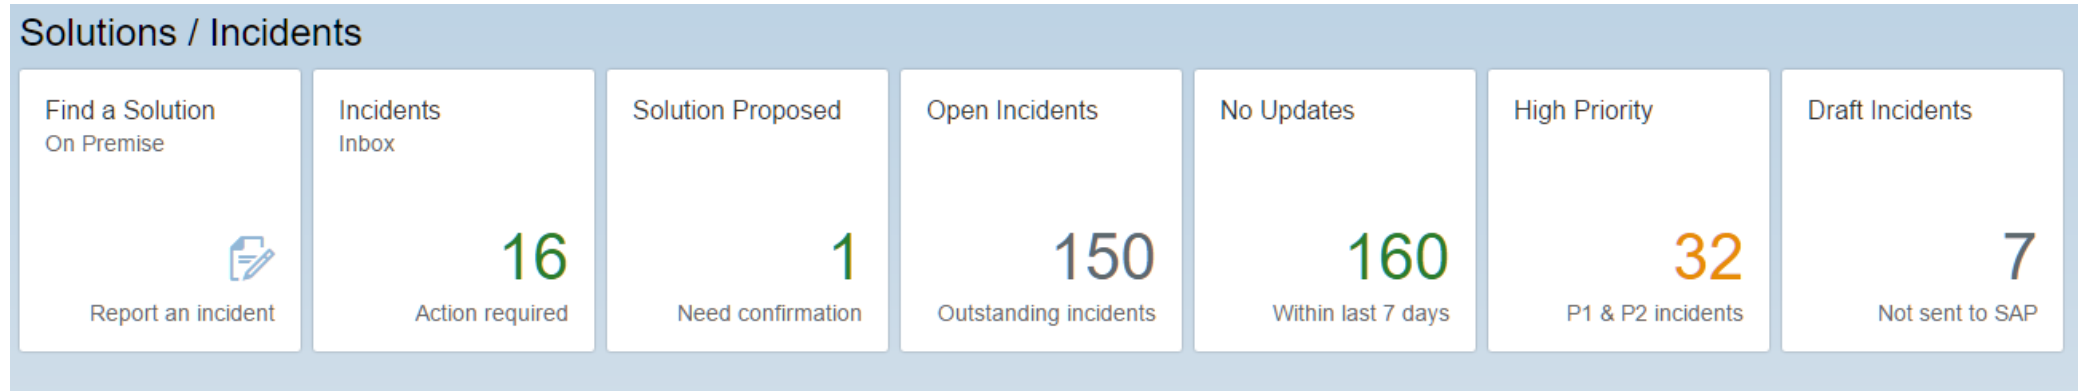 Solutions / Incidents
Find a Solution
On Premise
Report an incident
Incidents
Inbox
16
Action required
Solution Proposed
1
Need confirmation
Open Incidents
150
Outstanding incidents
No Updates
160
Within last 7 days
High Priority
32
P1 & P2 incidents
Draft Incidents
7
Not sent to SAP